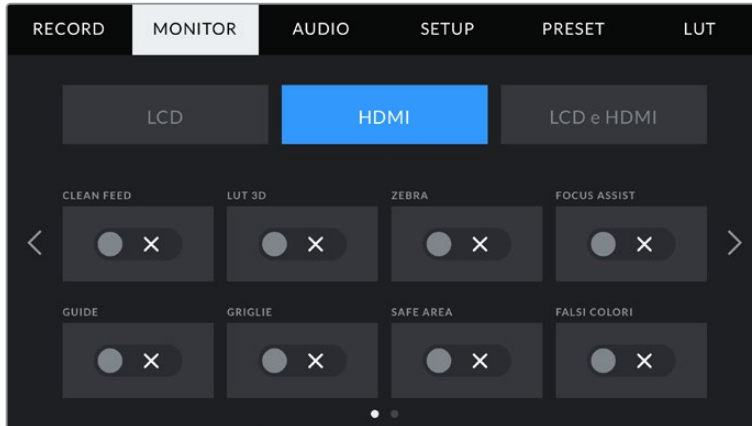 RECORD MONITOR AUDIO SETUP PRESET LUT
LCD HDMI LCD e HDMI
CLEAN FEED LUT 3D ZEBRA FOCUS ASSIST
GUIDE GRIGLIE SAFE AREA FALSI COLORI